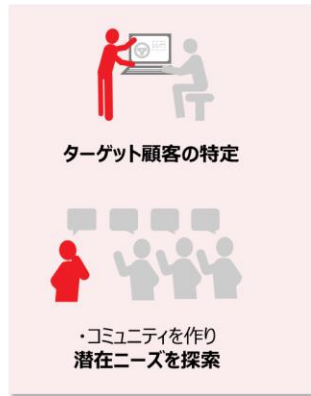 ターゲット顧客の特定
・コミュニティを作り
潜在ニーズを探索